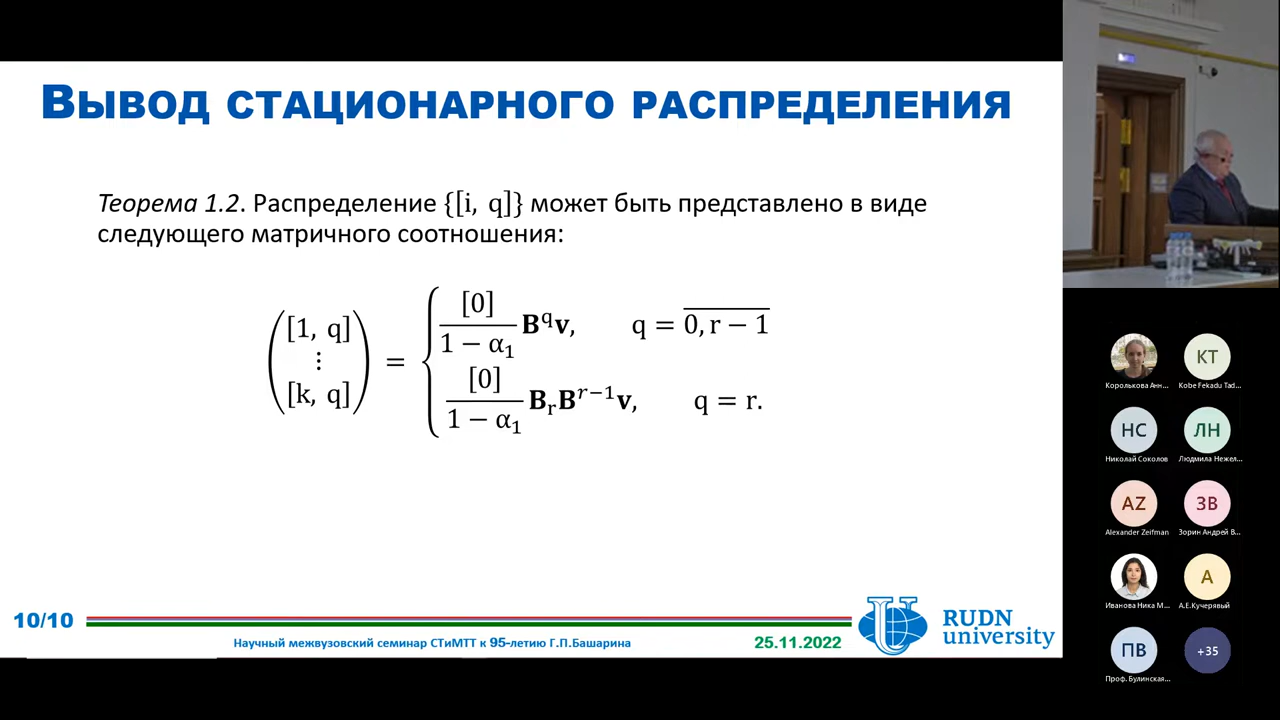 Вывод стационарного распределения
Теорема 1.2. Распределение {[i, q]} может быть представлено в виде
следующего матричного соотношения:
([1, q] ⋮ [k, q]) = { [0] / (1 − α₁) B^q v, q = \overline{0, r − 1}
[0] / (1 − α₁) B_r B^{r−1} v, q = r.
10/10
Научный межвузовский семинар СТиМТТ к 95-летию Г.П.Башарина
25.11.2022
RUDN
university
Королькова Анн...
КТ
Kobe Fekadu Tad...
НС
Николай Соколов
ЛН
Людмила Нежел...
AZ
Alexander Zeifman
ЗВ
Зорин Андрей В...
Иванова Ника М...
А
А.Е.Кучерявый
ПВ
Проф. Булинская...
+35